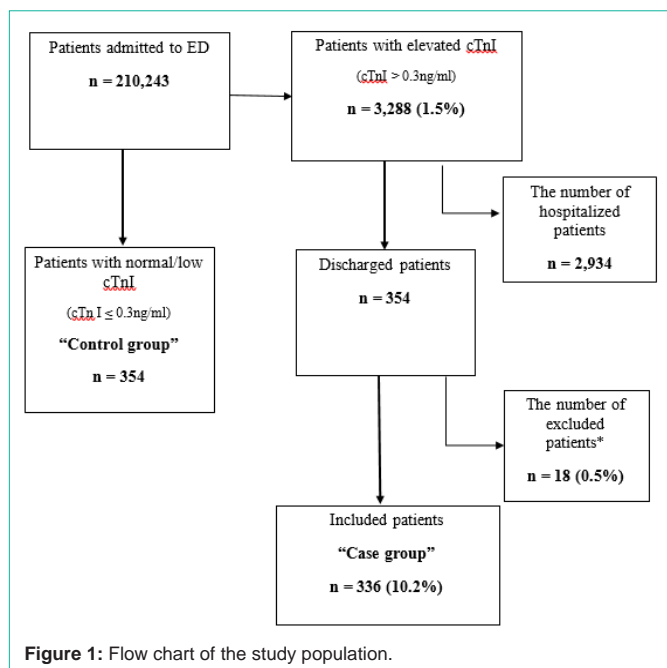 Patients admitted to ED
n = 210,243
Patients with elevated cTnI
(cTnI > 0.3ng/ml)
n = 3,288 (1.5%)
The number of
hospitalized
patients
n = 2,934
Patients with normal/low
cTnI
(cTn I ≤ 0.3ng/ml)
“Control group”
n = 354
Discharged patients
n = 354
The number of
excluded
patients*
n = 18 (0.5%)
Included patients
“Case group”
n = 336 (10.2%)
Figure 1: Flow chart of the study population.